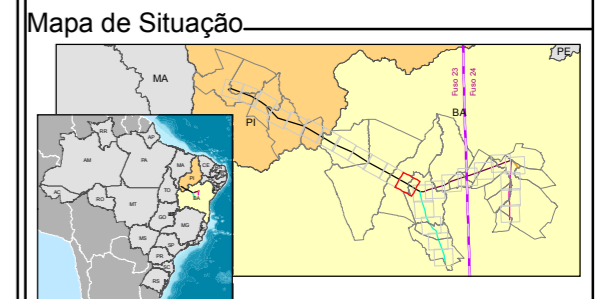 Mapa de Situação
PE
MA
Fuso 23
Fuso 24
BA
PI
RR
AP
AM
PA
MA
CE
PI
AC
TO
RO
BA
MT
GO
MG
MS
SP
PR
RS